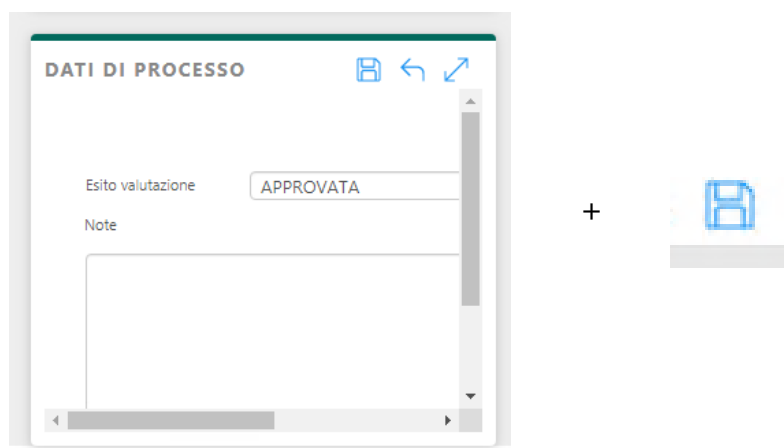 DATI DI PROCESSO
Esito valutazione APPROVATA
Note
+